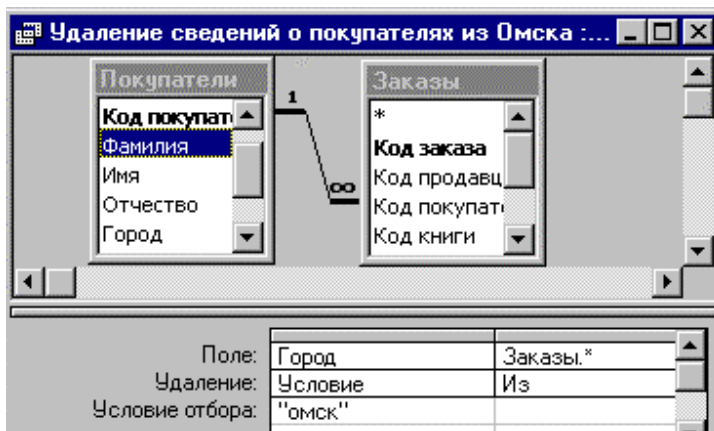 Удаление сведений о покупателях из Омска :...
Покупатели
Код покупат
Фамилия
Имя
Отчество
Город
1
∞
Заказы
*
Код заказа
Код продавц
Код покупат
Код книги
Поле: Город Заказы.*
Удаление: Условие Из
Условие отбора: "омск"